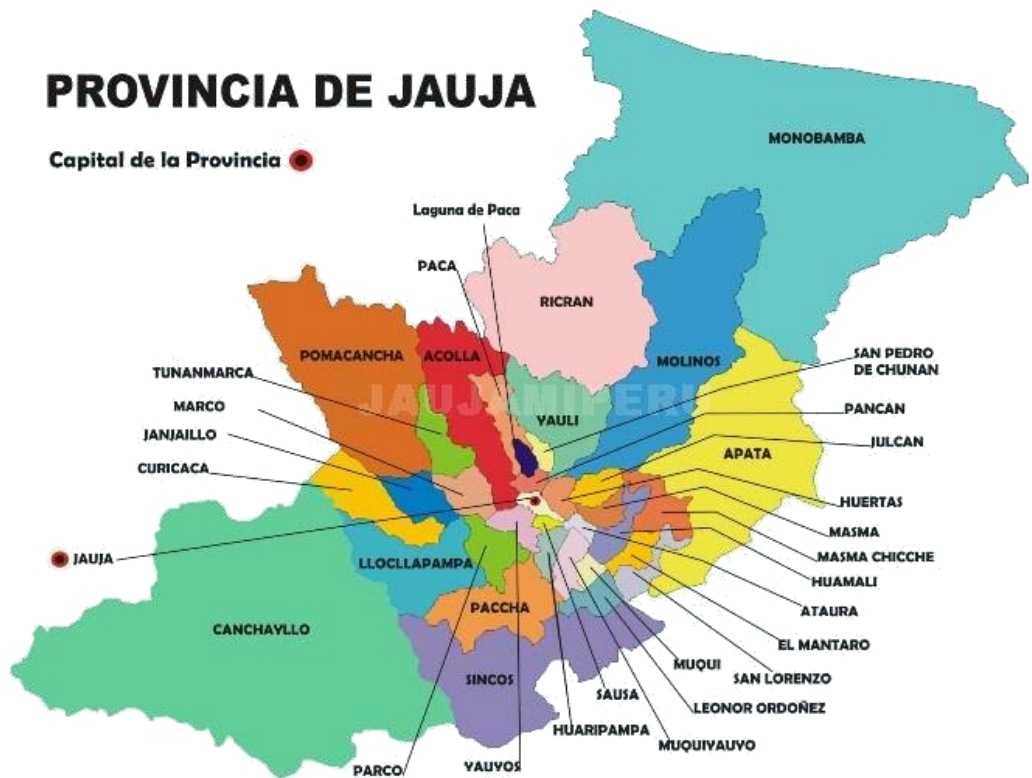 PROVINCIA DE JAUJA
Capital de la Provincia
MONOBAMBA
Laguna de Paca
PACA
RICRAN
POMACANCHA
ACOLLA
MOLINOS
SAN PEDRO
DE CHUNAN
TUNANMARCA
JAUJAMIPERU
PANCAN
MARCO
YAULI
JULCAN
JANJAILLO
APATA
CURICACA
HUERTAS
MASMA
JAUJA
MASMA CHICCHE
LLOCLLAPAMPA
HUAMALI
PACCHA
ATAURA
CANCHAYLLO
EL MANTARO
MUQUI
SINCOS
SAN LORENZO
SAUSA
LEONOR ORDOÑEZ
HUARIPAMPA
MUQUIYAUYO
PARCO
YAUYOS